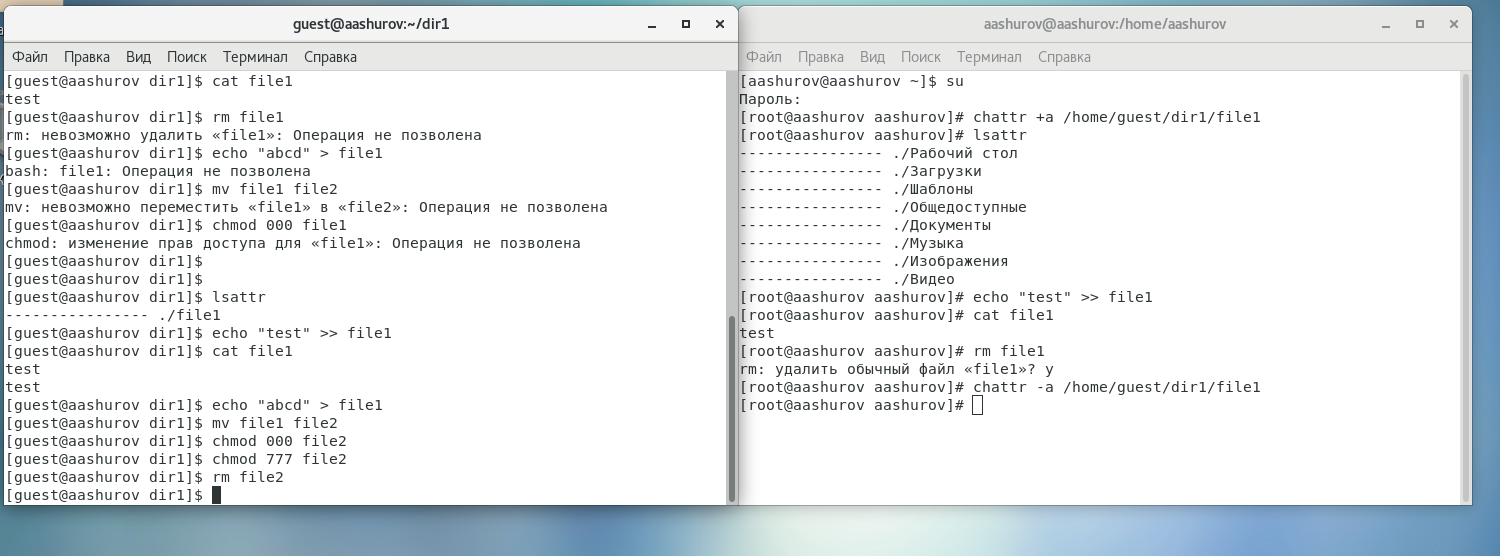 guest@aashurov:~/dir1
Файл Правка Вид Поиск Терминал Справка
[guest@aashurov dir1]$ cat file1
test
[guest@aashurov dir1]$ rm file1
rm: невозможно удалить «file1»: Операция не позволена
[guest@aashurov dir1]$ echo "abcd" > file1
bash: file1: Операция не позволена
[guest@aashurov dir1]$ mv file1 file2
mv: невозможно переместить «file1» в «file2»: Операция не позволена
[guest@aashurov dir1]$ chmod 000 file1
chmod: изменение прав доступа для «file1»: Операция не позволена
[guest@aashurov dir1]$
[guest@aashurov dir1]$
[guest@aashurov dir1]$ lsattr
---------------- ./file1
[guest@aashurov dir1]$ echo "test" >> file1
[guest@aashurov dir1]$ cat file1
test
test
[guest@aashurov dir1]$ echo "abcd" > file1
[guest@aashurov dir1]$ mv file1 file2
[guest@aashurov dir1]$ chmod 000 file2
[guest@aashurov dir1]$ chmod 777 file2
[guest@aashurov dir1]$ rm file2
[guest@aashurov dir1]$
aashurov@aashurov:/home/aashurov
Файл Правка Вид Поиск Терминал Справка
[aashurov@aashurov ~]$ su
Пароль:
[root@aashurov aashurov]# chattr +a /home/guest/dir1/file1
[root@aashurov aashurov]# lsattr
---------------- ./Рабочий стол
---------------- ./Загрузки
---------------- ./Шаблоны
---------------- ./Общедоступные
---------------- ./Документы
---------------- ./Музыка
---------------- ./Изображения
---------------- ./Видео
[root@aashurov aashurov]# echo "test" >> file1
[root@aashurov aashurov]# cat file1
test
[root@aashurov aashurov]# rm file1
rm: удалить обычный файл «file1»? y
[root@aashurov aashurov]# chattr -a /home/guest/dir1/file1
[root@aashurov aashurov]#